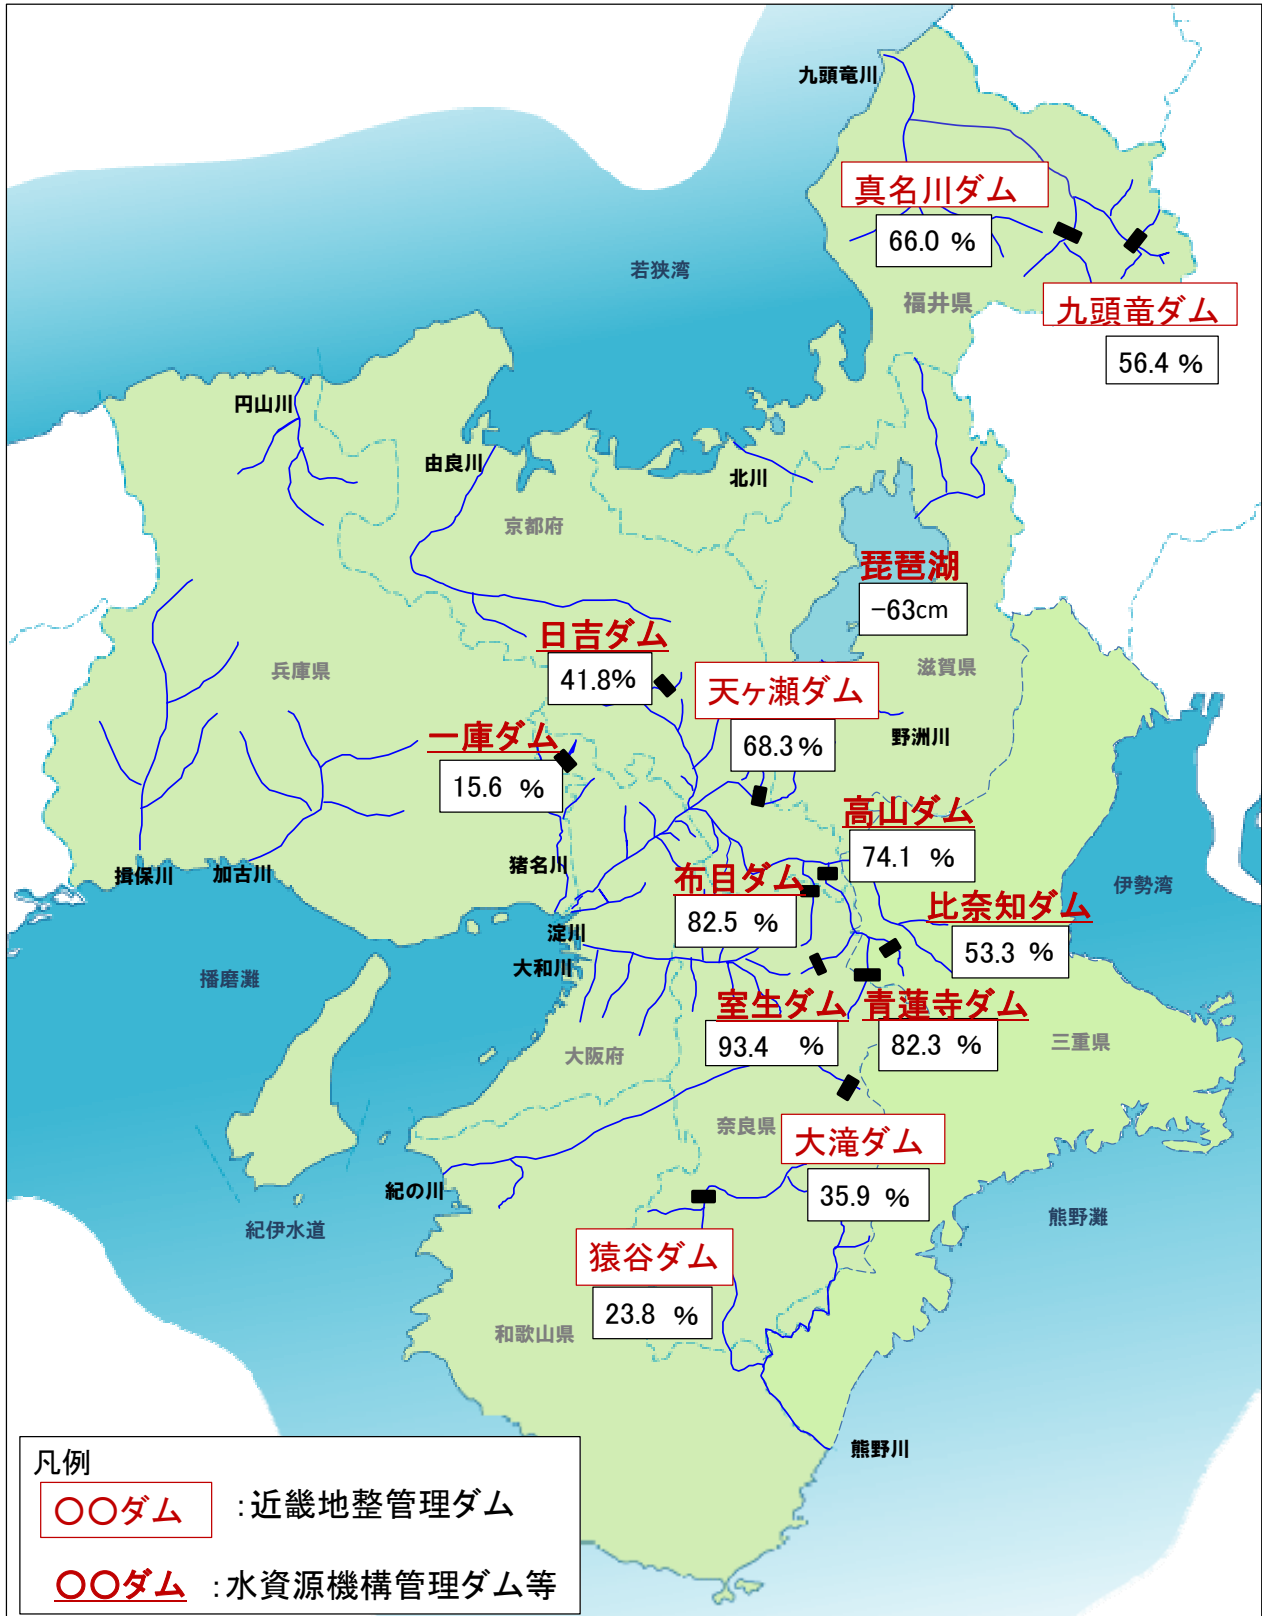 九頭竜川
真名川ダム
66.0 %
若狭湾
福井県
九頭竜ダム
56.4 %
円山川
由良川
北川
京都府
琵琶湖
-63cm
日吉ダム
41.8%
兵庫県
滋賀県
天ヶ瀬ダム
68.3%
野洲川
一庫ダム
15.6 %
高山ダム
74.1 %
猪名川
揖保川
加古川
布目ダム
82.5 %
伊勢湾
比奈知ダム
53.3 %
淀川
大和川
播磨灘
室生ダム
93.4 %
青蓮寺ダム
82.3 %
大阪府
三重県
奈良県
大滝ダム
35.9 %
紀の川
紀伊水道
熊野灘
猿谷ダム
23.8 %
和歌山県
熊野川
凡例
〇〇ダム :近畿地整管理ダム
〇〇ダム :水資源機構管理ダム等